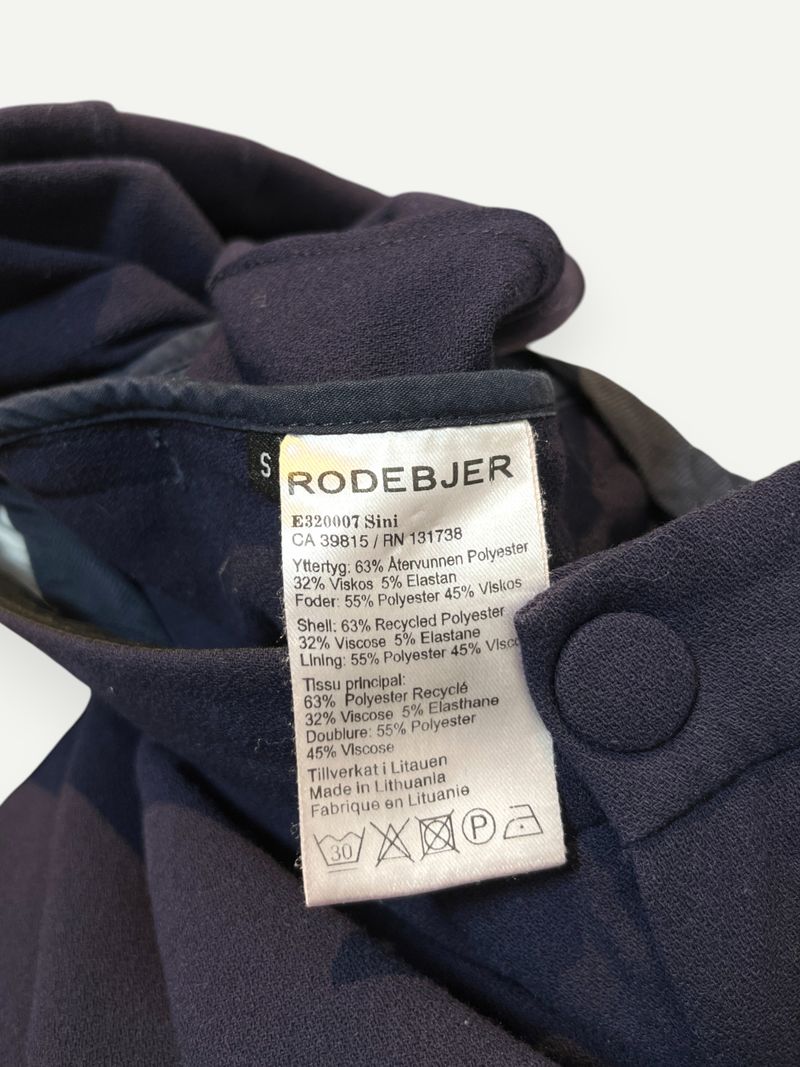 S
RODEBJER
E320007 Sini
CA 39815 / RN 131738
Yttertyg: 63% Återvunnen Polyester
32% Viskos 5% Elastan
Foder: 55% Polyester 45% Viskos
Shell: 63% Recycled Polyester
32% Viscose 5% Elastane
Lining: 55% Polyester 45% Visc
Tissu principal:
63% Polyester Recyclé
32% Viscose 5% Elasthane
Doublure: 55% Polyester
45% Viscose
Tillverkat i Litauen
Made in Lithuania
Fabrique en Lituanie
30 P